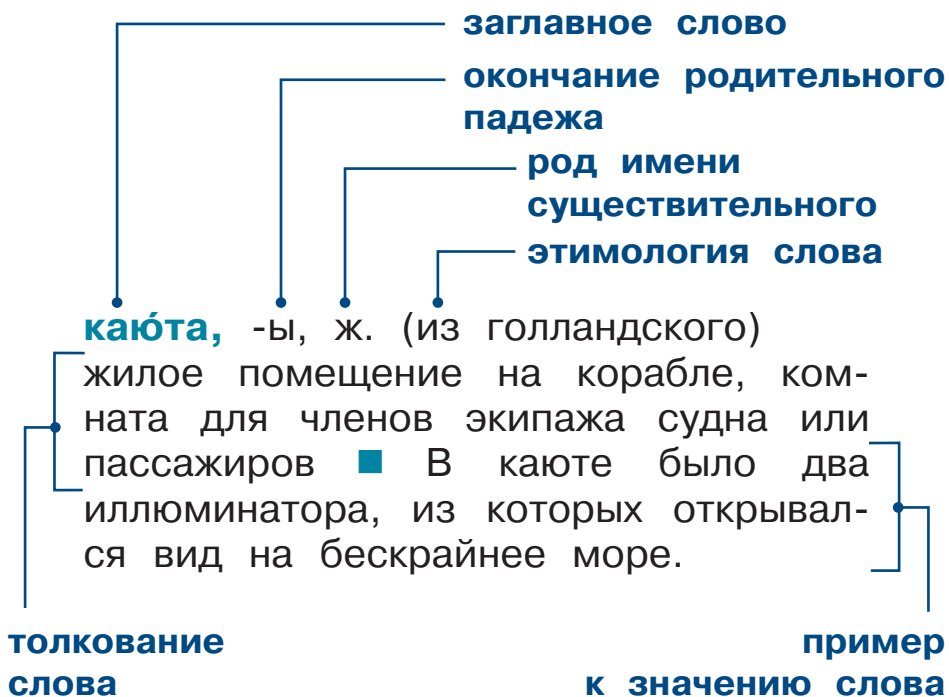 заглавное слово
окончание родительного
падежа
род имени
существительного
этимология слова
каю́та, -ы, ж. (из голландского)
жилое помещение на корабле, ком-
ната для членов экипажа судна или
пассажиров ■ В каюте было два
иллюминатора, из которых открывал-
ся вид на бескрайнее море.
толкование
слова
пример
к значению слова